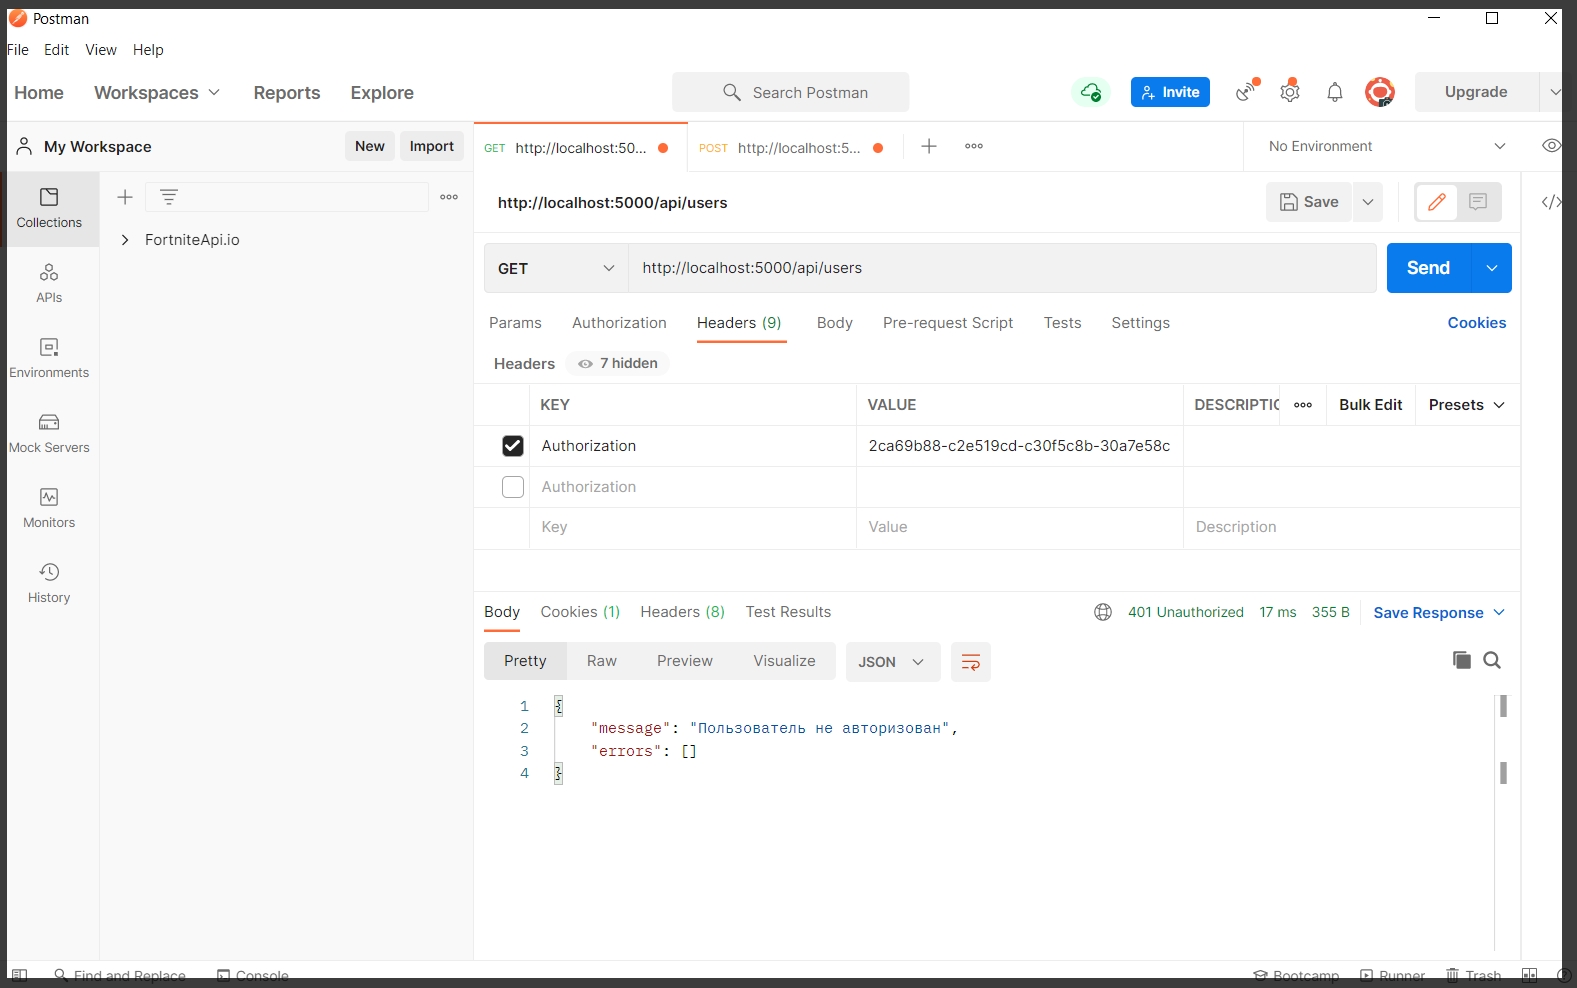 Postman
File Edit View Help
Home Workspaces Reports Explore Search Postman Invite Upgrade
My Workspace New Import GET http://localhost:50... POST http://localhost:5... No Environment
Collections
FortniteApi.io
APIs
Environments
Mock Servers
Monitors
History
http://localhost:5000/api/users Save
GET http://localhost:5000/api/users Send
Params Authorization Headers (9) Body Pre-request Script Tests Settings Cookies
Headers 7 hidden
KEY VALUE DESCRIPTIO Bulk Edit Presets
Authorization 2ca69b88-c2e519cd-c30f5c8b-30a7e58c
Authorization
Key Value Description
Body Cookies (1) Headers (8) Test Results 401 Unauthorized 17 ms 355 B Save Response
Pretty Raw Preview Visualize JSON
1 {
2 "message": "Пользователь не авторизован",
3 "errors": []
4 }
Find and Replace Console Bootcamp Runner Trash